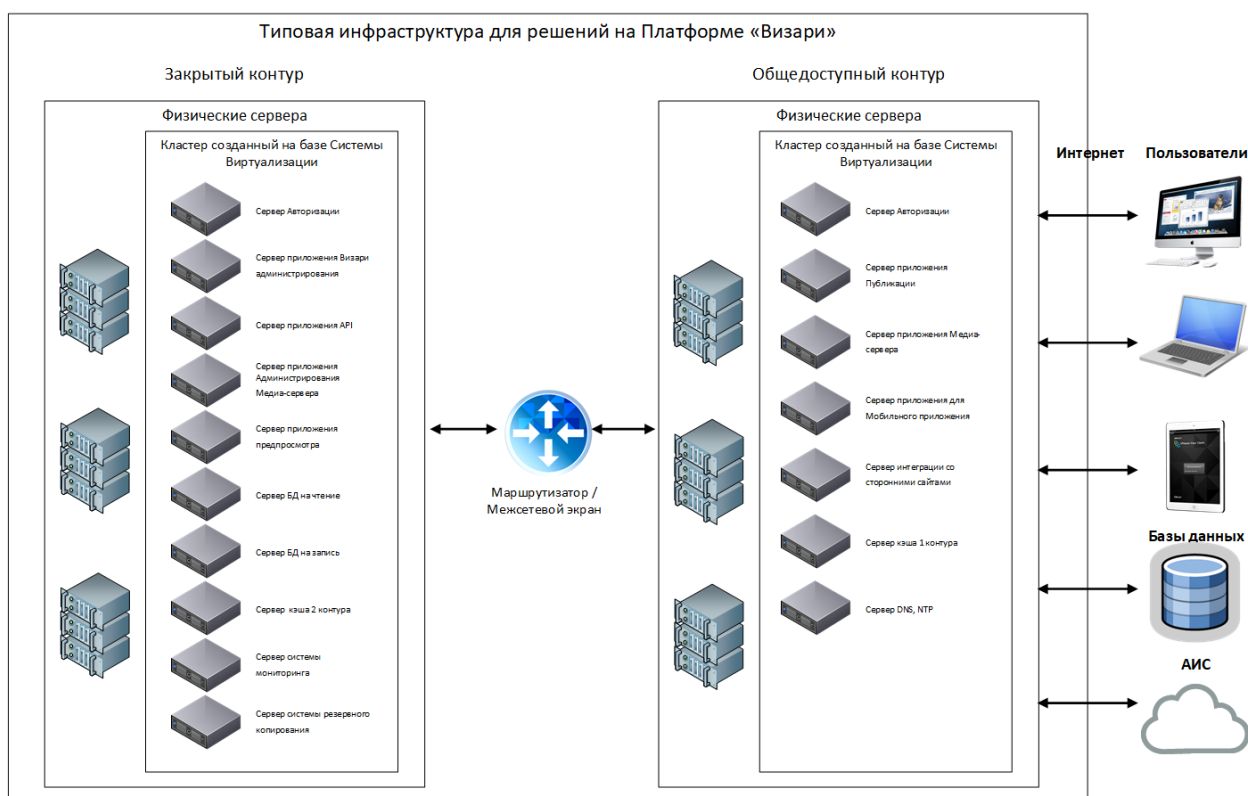 Типовая инфраструктура для решений на Платформе «Визари»
Закрытый контур
Физические сервера
Кластер созданный на базе Системы
Виртуализации
Сервер Авторизации
Сервер приложения Визари
администрирования
Сервер приложения API
Сервер приложения
Администрирования
Медиа-сервера
Сервер приложения
предпросмотра
Сервер БД на чтение
Сервер БД на запись
Сервер кэша 2 контура
Сервер системы
мониторинга
Сервер системы резервного
копирования
Маршрутизатор /
Межсетевой экран
Общедоступный контур
Физические сервера
Кластер созданный на базе Системы
Виртуализации
Сервер Авторизации
Сервер приложения
Публикации
Сервер приложения Медиа-
сервера
Сервер приложения для
Мобильного приложения
Сервер интеграции со
сторонними сайтами
Сервер кэша 1 контура
Сервер DNS, NTP
Интернет
Пользователи
Базы данных
АИС